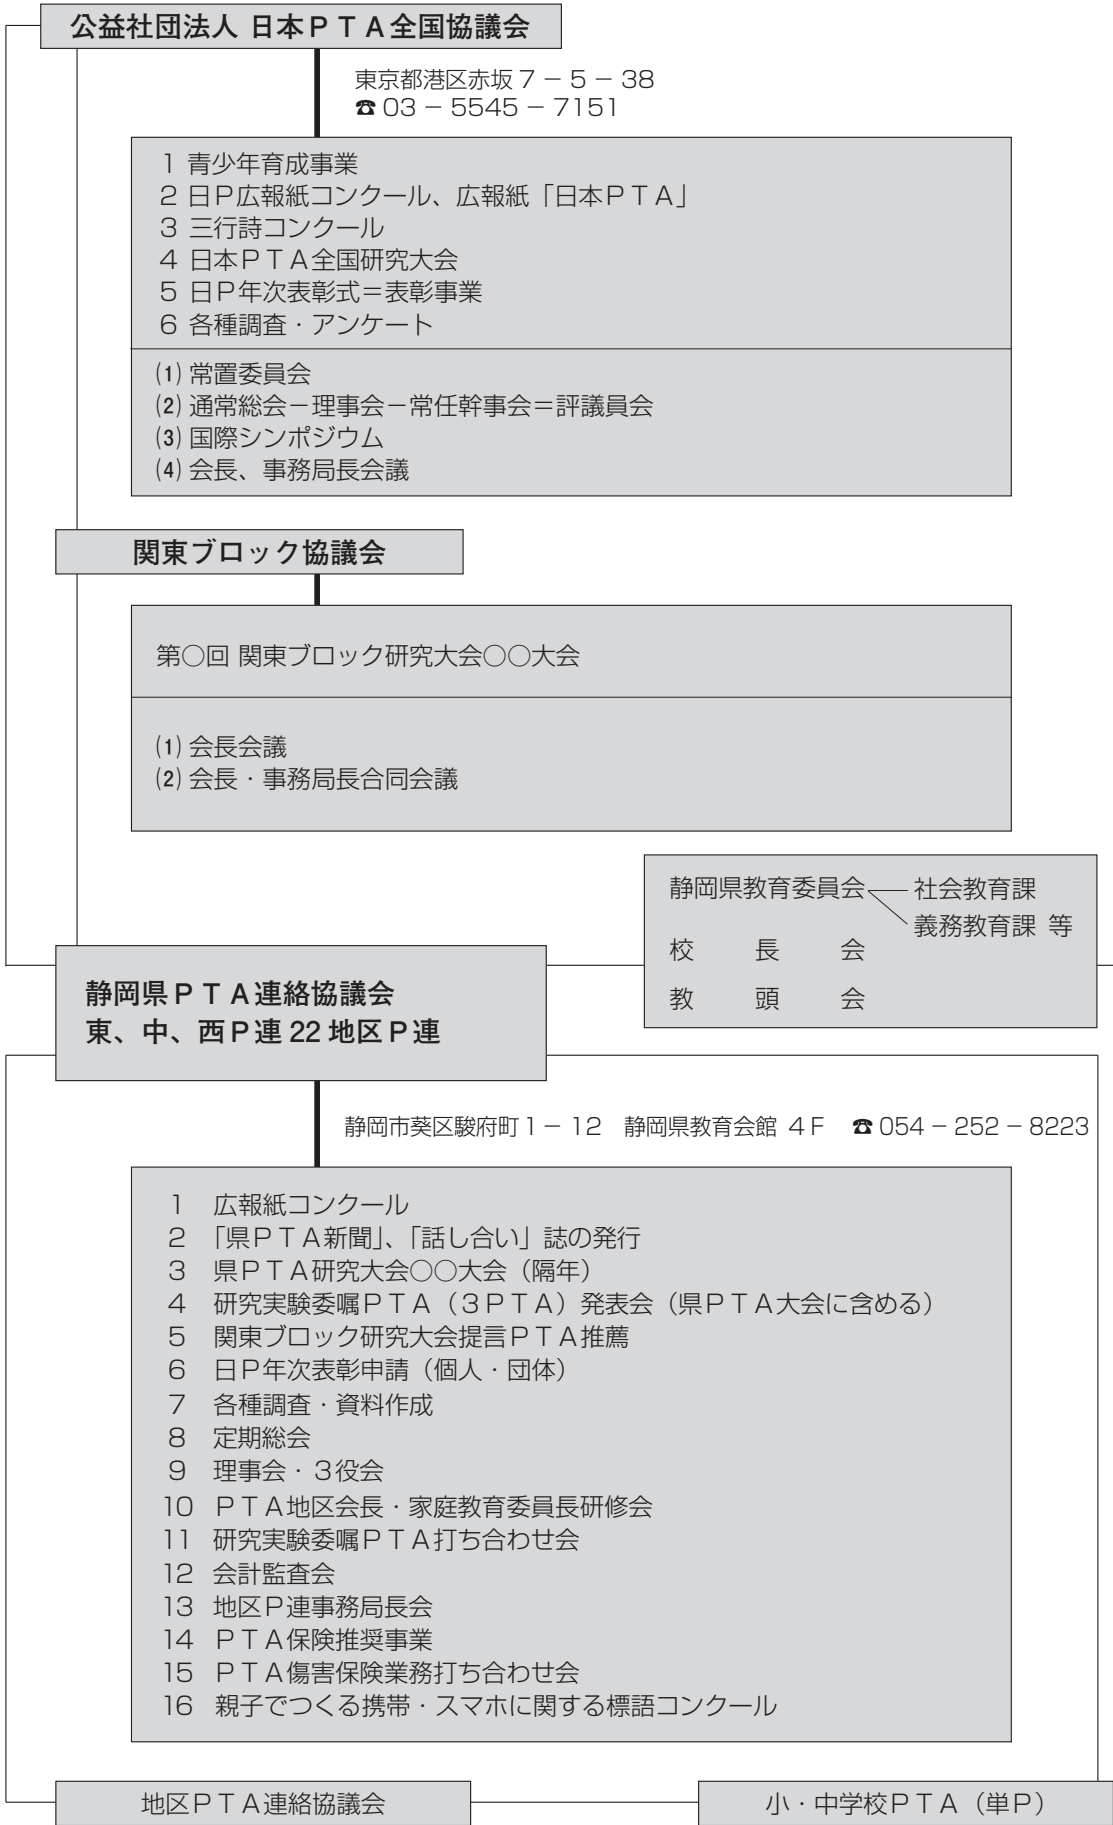 公益社団法人 日本ＰＴＡ全国協議会
東京都港区赤坂７－５－38
☎03－5545－7151
1 青少年育成事業
2 日Ｐ広報紙コンクール、広報紙「日本ＰＴＡ」
3 三行詩コンクール
4 日本ＰＴＡ全国研究大会
5 日Ｐ年次表彰式＝表彰事業
6 各種調査・アンケート
(1) 常置委員会
(2) 通常総会－理事会－常任幹事会＝評議員会
(3) 国際シンポジウム
(4) 会長、事務局長会議
関東ブロック協議会
第○回 関東ブロック研究大会○○大会
(1) 会長会議
(2) 会長・事務局長合同会議
静岡県教育委員会 社会教育課
義務教育課 等
校長会
教頭会
静岡県ＰＴＡ連絡協議会
東、中、西Ｐ連 22 地区Ｐ連
静岡市葵区駿府町１－12 静岡県教育会館 ４Ｆ ☎054－252－8223
1 広報紙コンクール
2 「県ＰＴＡ新聞」、「話し合い」誌の発行
3 県ＰＴＡ研究大会○○大会（隔年）
4 研究実験委嘱ＰＴＡ（３ＰＴＡ）発表会（県ＰＴＡ大会に含める）
5 関東ブロック研究大会提言ＰＴＡ推薦
6 日Ｐ年次表彰申請（個人・団体）
7 各種調査・資料作成
8 定期総会
9 理事会・３役会
10 ＰＴＡ地区会長・家庭教育委員長研修会
11 研究実験委嘱ＰＴＡ打ち合わせ会
12 会計監査会
13 地区Ｐ連事務局長会
14 ＰＴＡ保険推奨事業
15 ＰＴＡ傷害保険業務打ち合わせ会
16 親子でつくる携帯・スマホに関する標語コンクール
地区ＰＴＡ連絡協議会
小・中学校ＰＴＡ（単Ｐ）